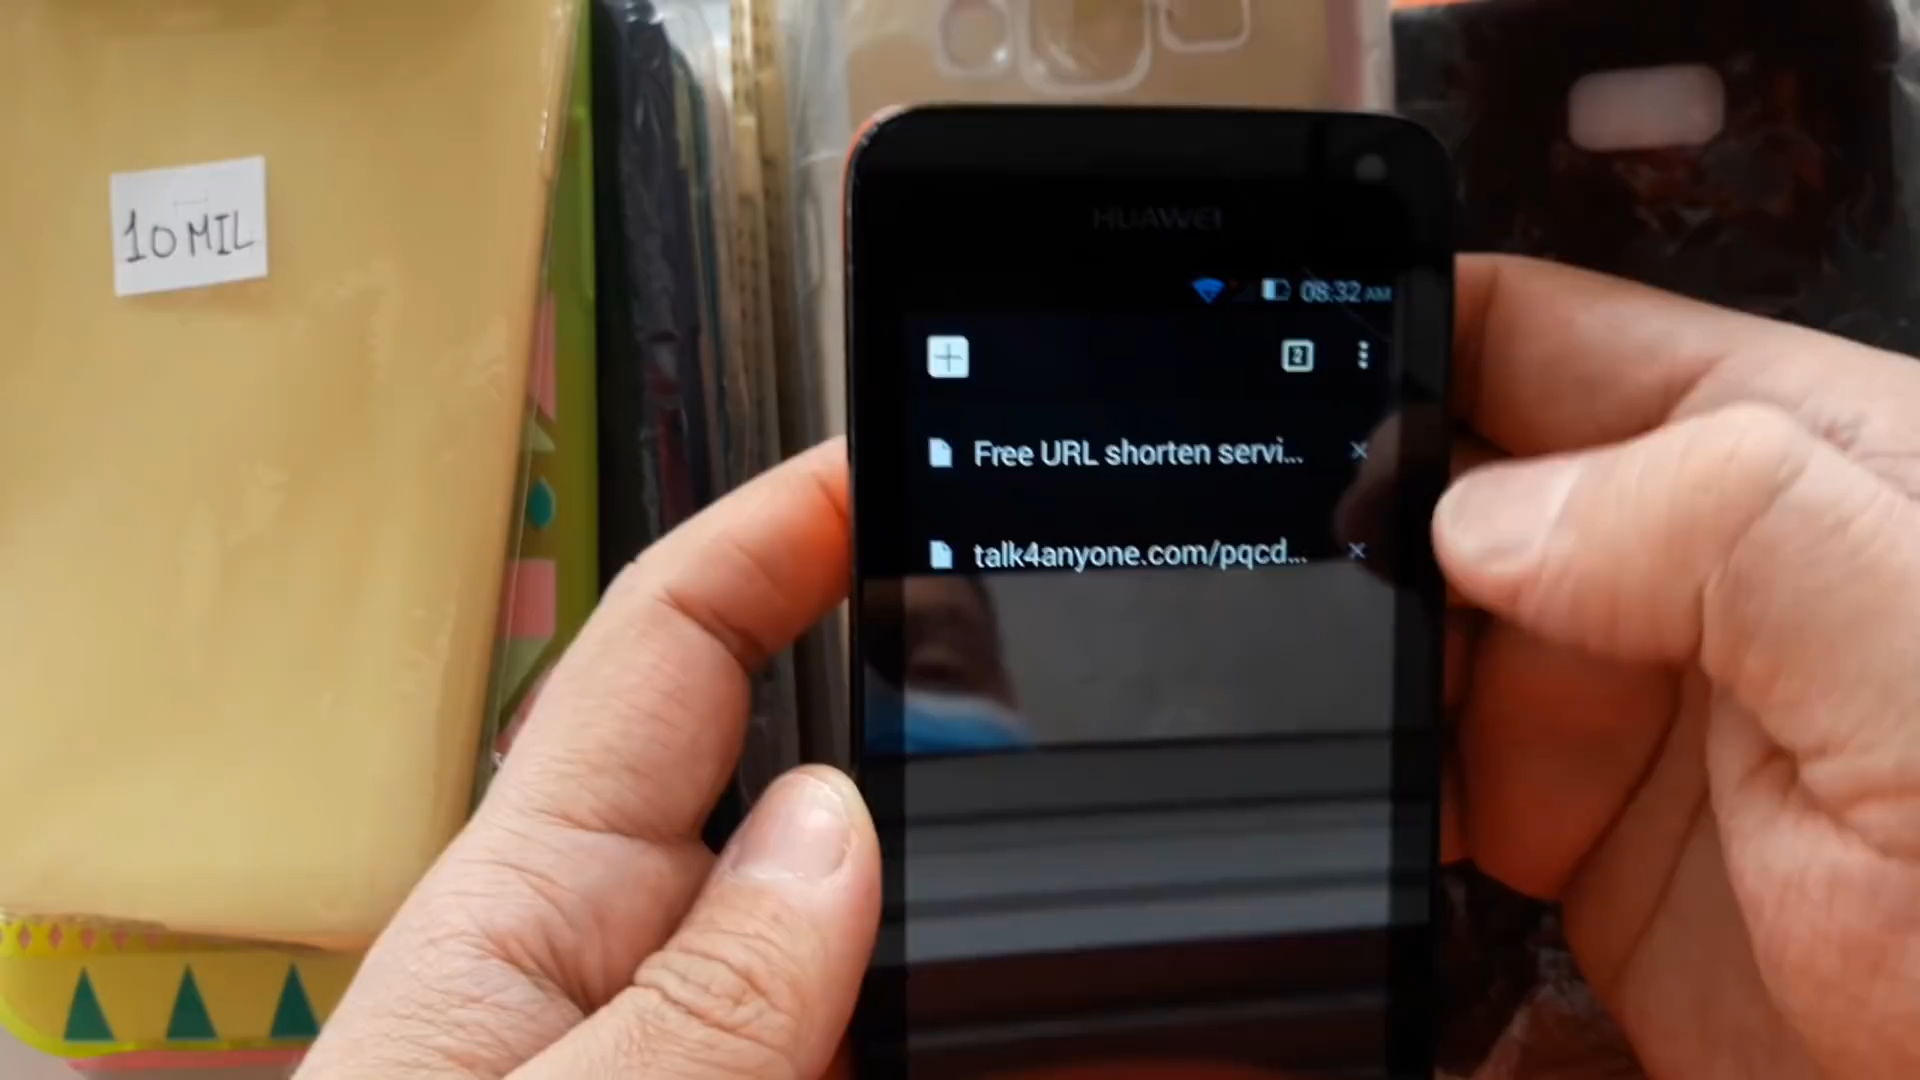 10 MIL
HUAWEI
08:32 AM
2
Free URL shorten servi...
talk4anyone.com/pqcd...